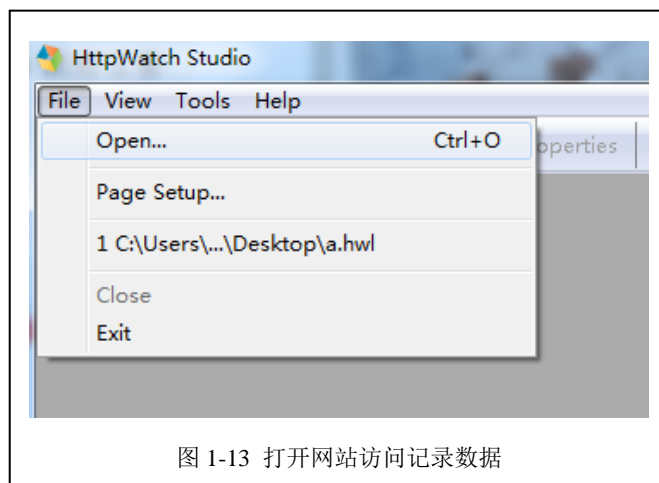 HttpWatch Studio
File View Tools Help
Open... Ctrl+O
operties
Page Setup...
1 C:\Users\...\Desktop\a.hwl
Close
Exit
图 1-13 打开网站访问记录数据